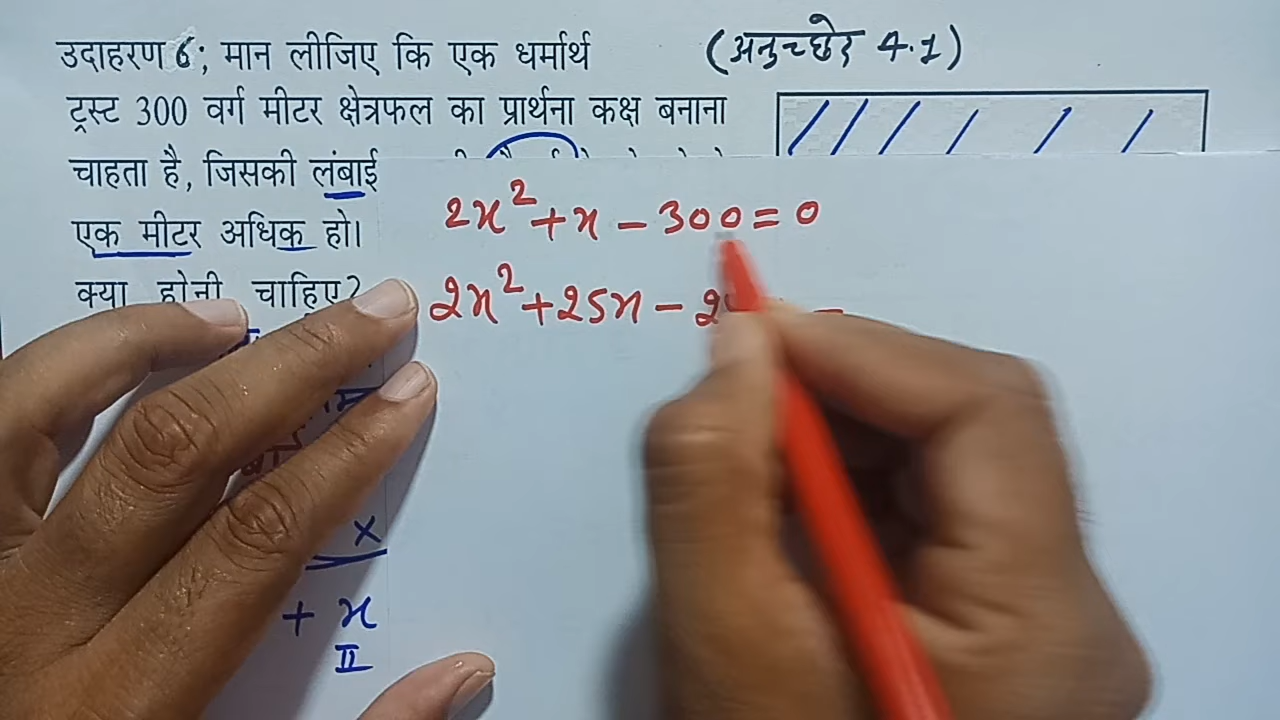 उदाहरण 6; मान लीजिए कि एक धर्मार्थ
(अनुच्छेद 4.1)
ट्रस्ट 300 वर्ग मीटर क्षेत्रफल का प्रार्थना कक्ष बनाना
चाहता है, जिसकी लंबाई
एक मीटर अधिक हो।
क्या होनी चाहिए?
2x² + x - 300 = 0
2x² + 25x - 2
x
+ x
II